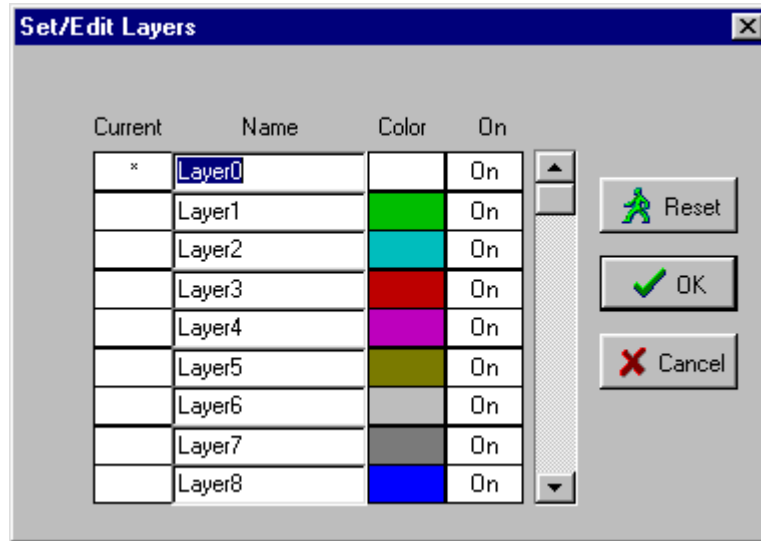 Set/Edit Layers
Current Name Color On
* Layer0 On
Layer1 On
Layer2 On
Layer3 On
Layer4 On
Layer5 On
Layer6 On
Layer7 On
Layer8 On
Reset
OK
Cancel